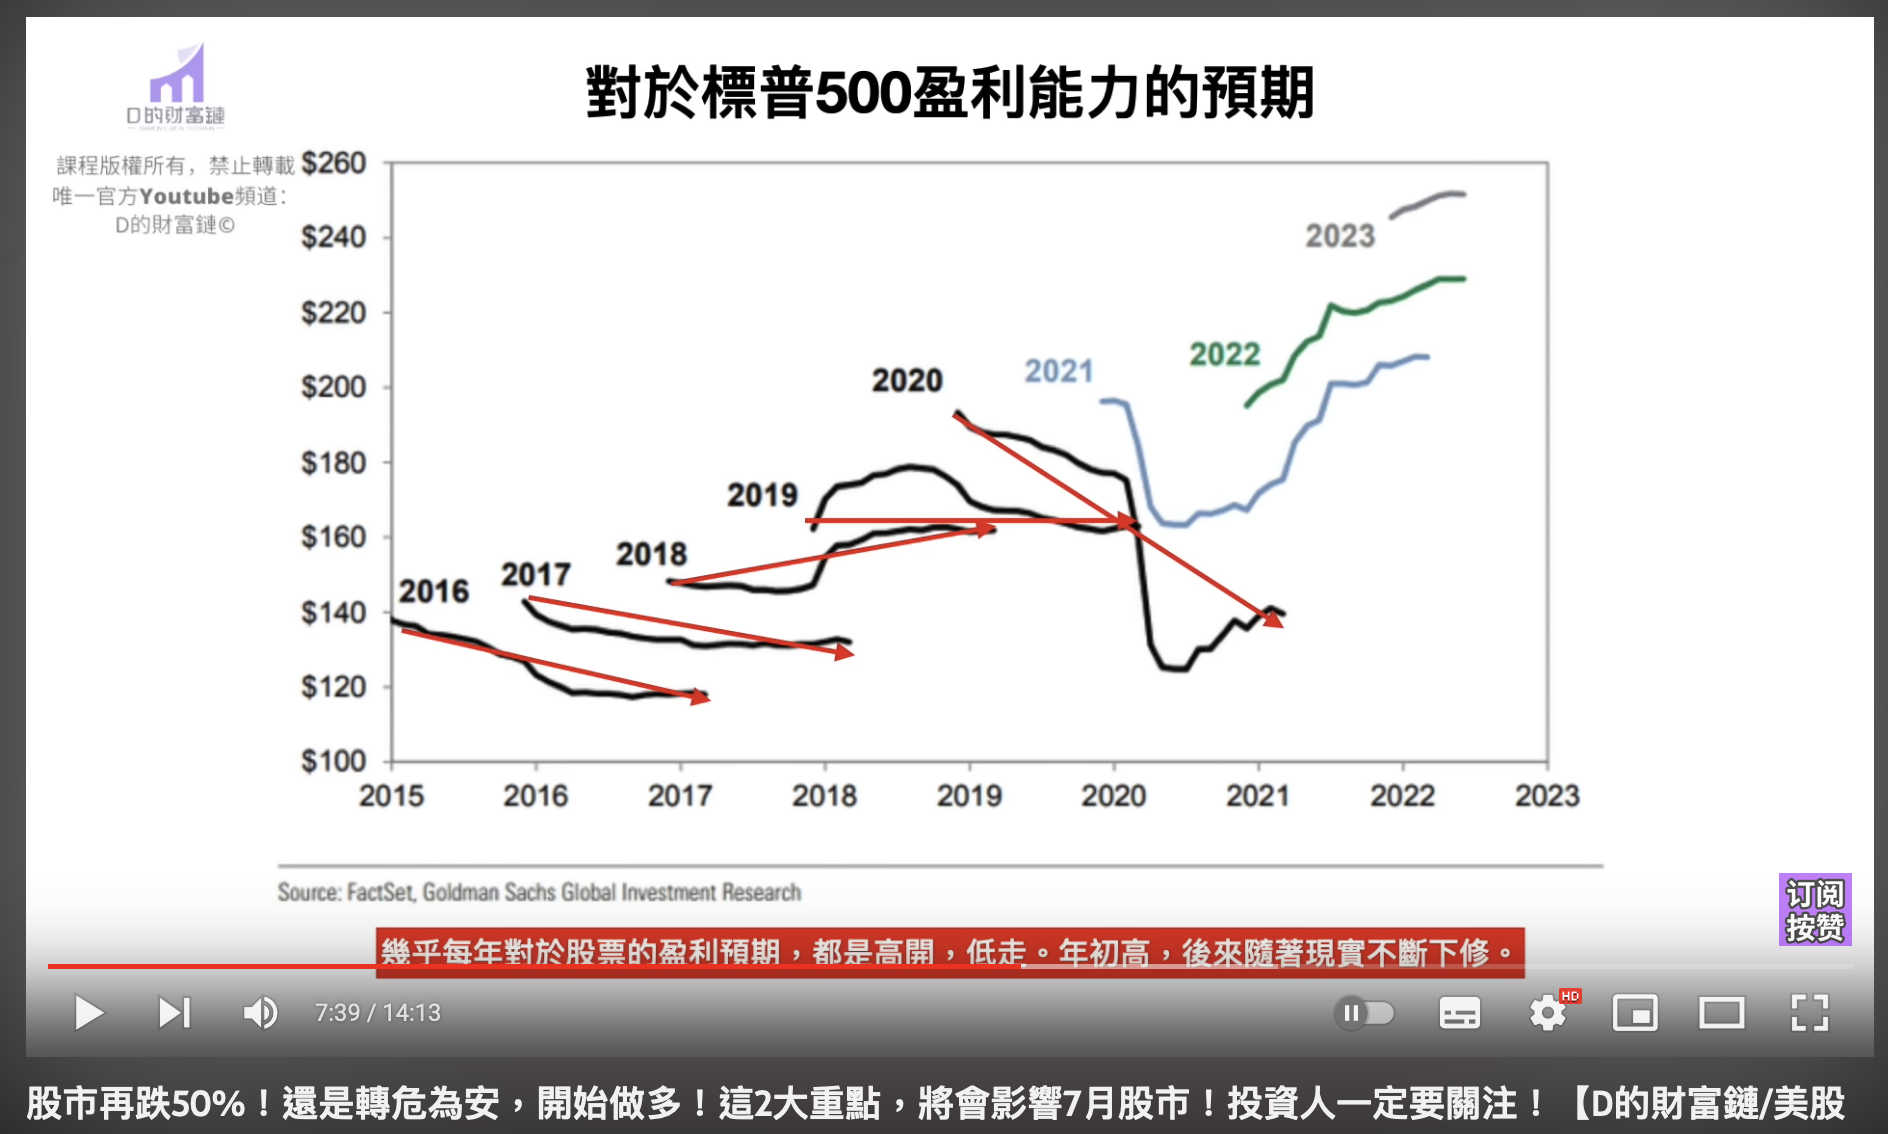 對於標普500盈利能力的預期
D的財富鏈
課程版權所有，禁止轉載
唯一官方Youtube頻道：
D的財富鏈©
$260
$240
$220
$200
$180
$160
$140
$120
$100
2016
2017
2018
2019
2020
2021
2022
2023
2015
2016
2017
2018
2019
2020
2021
2022
2023
Source: FactSet, Goldman Sachs Global Investment Research
订阅
按赞
幾乎每年對於股票的盈利預期，都是高開，低走。年初高，後來隨著現實不斷下修。
7:39 / 14:13
HD
股市再跌50%！還是轉危為安，開始做多！這2大重點，將會影響7月股市！投資人一定要關注！【D的財富鏈/美股